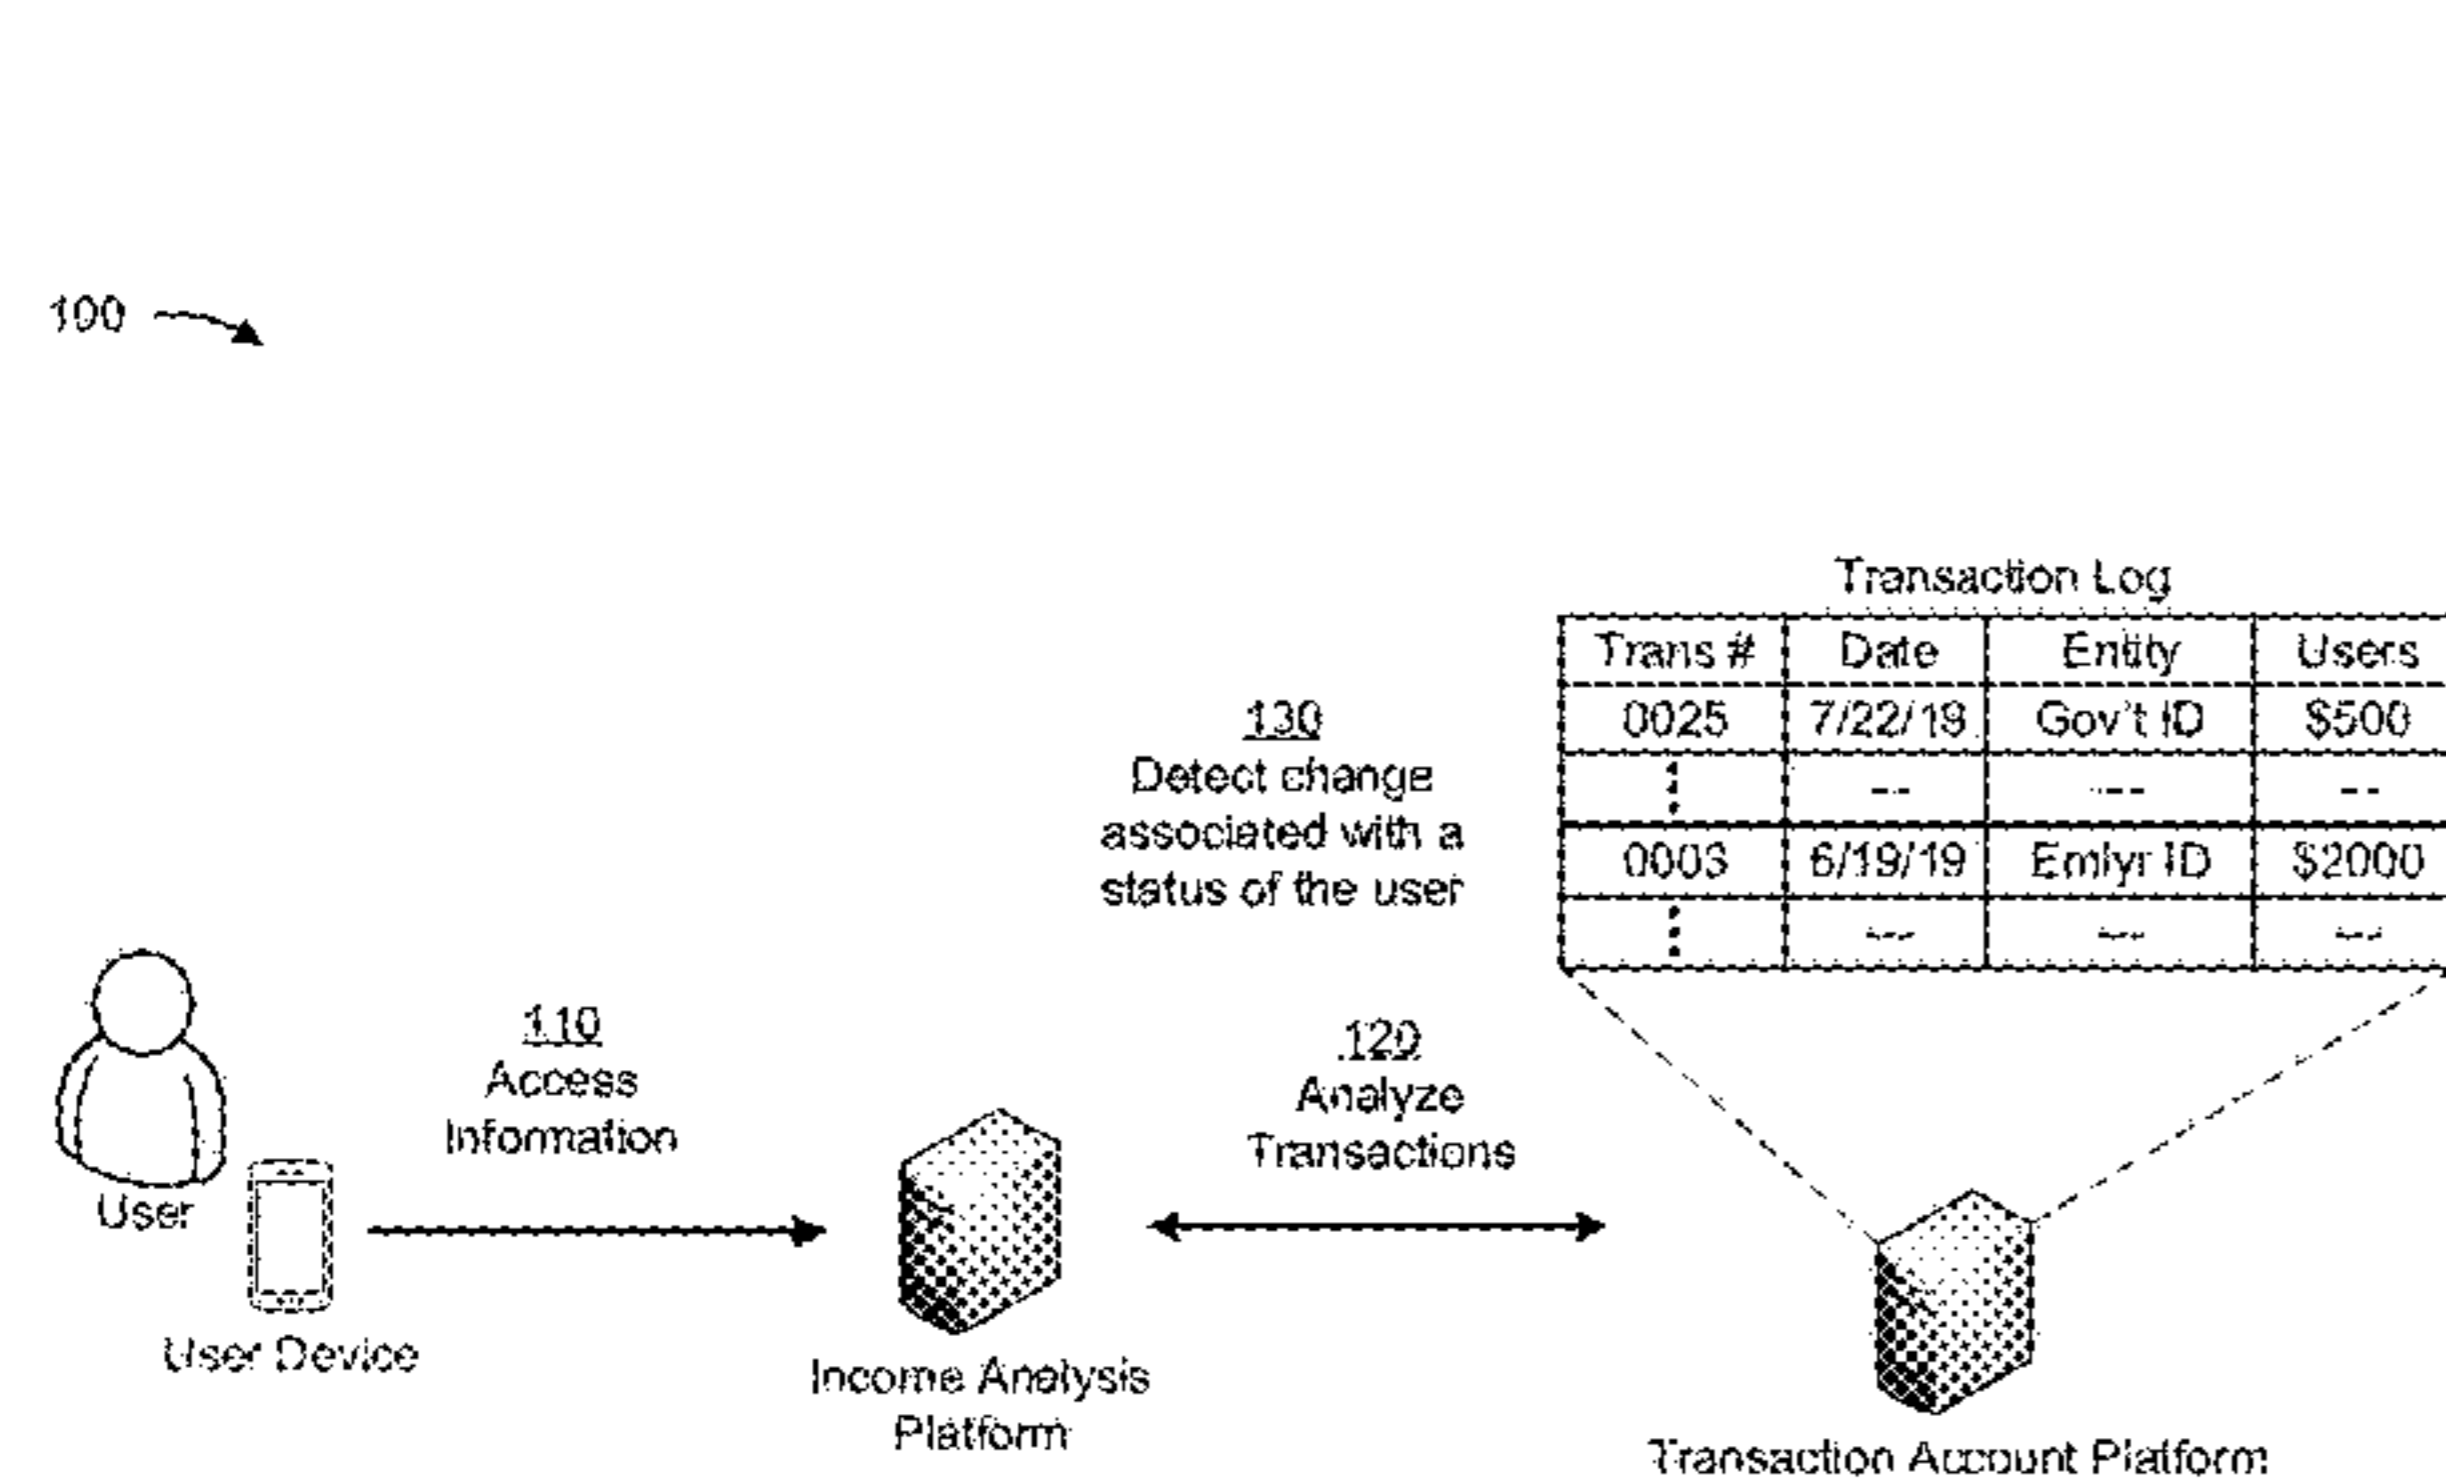 100
Transaction Log
Trans # Date Entity Users
0025 7/22/19 Gov't ID $500
--- --- ---
0003 6/19/19 Emlyr ID $2000
--- --- ---
130
Detect change
associated with a
status of the user
110
Access
Information
120
Analyze
Transactions
User
User Device
Income Analysis
Platform
Transaction Account Platform